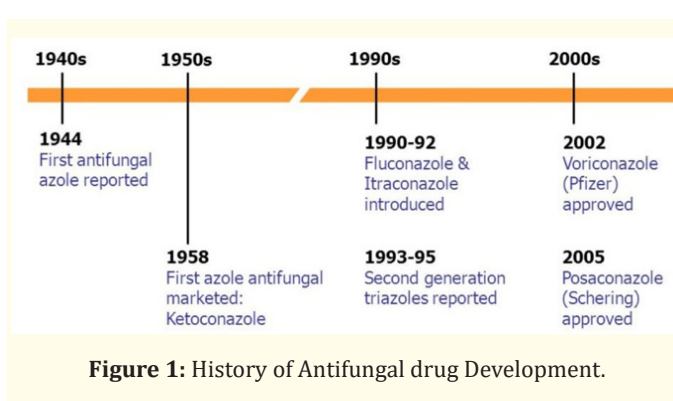 1940s
1950s
1990s
2000s
1944
First antifungal
azole reported
1958
First azole antifungal
marketed:
Ketoconazole
1990-92
Fluconazole &
Itraconazole
introduced
1993-95
Second generation
triazoles reported
2002
Voriconazole
(Pfizer)
approved
2005
Posaconazole
(Schering)
approved
Figure 1: History of Antifungal drug Development.